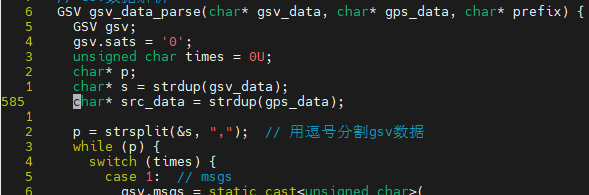 6 GSV gsv_data_parse(char* gsv_data, char* gps_data, char* prefix) {
5 GSV gsv;
4 gsv.sats = '0';
3 unsigned char times = 0U;
2 char* p;
1 char* s = strdup(gsv_data);
585 char* src_data = strdup(gps_data);
1
2 p = strsplit(&s, ","); // 用逗号分割gsv数据
3 while (p) {
4 switch (times) {
5 case 1: // msgs
6 gsv.msgs = static_cast<unsigned char>(